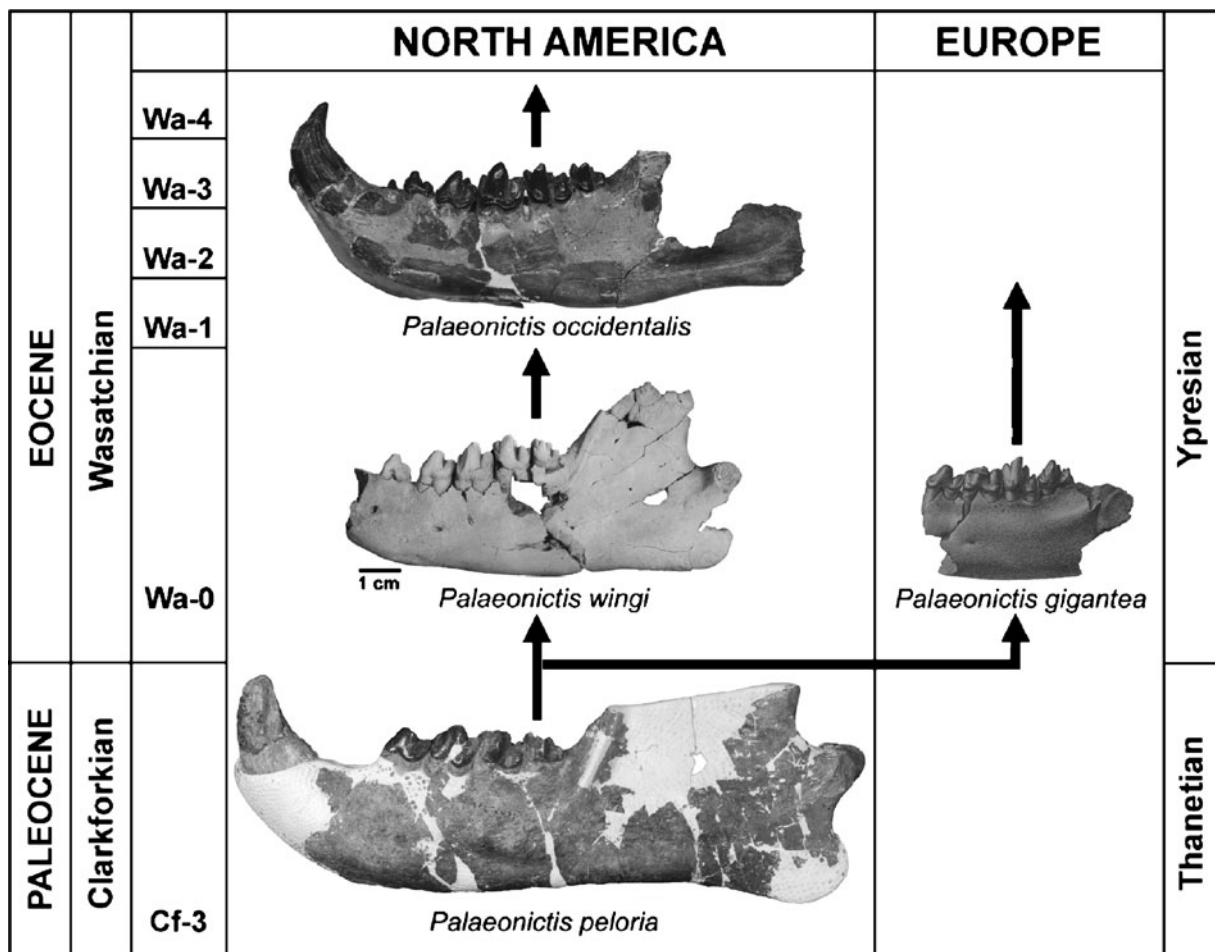 NORTH AMERICA
EUROPE
EOCENE
Wasatchian
Wa-4
Wa-3
Wa-2
Wa-1
Wa-0
Palaeonictis occidentalis
1 cm
Palaeonictis wingi
Palaeonictis gigantea
Ypresian
PALEOCENE
Clarkforkian
Cf-3
Palaeonictis peloria
Thanetian